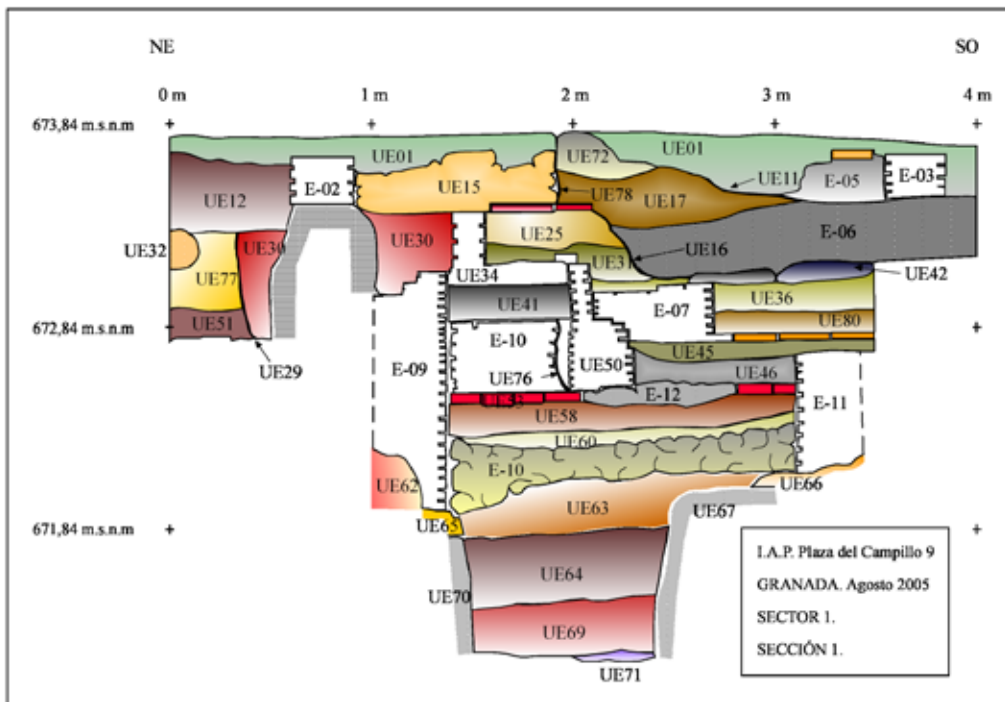 NE SO
0 m 1 m 2 m 3 m 4 m
673,84 m.s.n.m
UE01 UE72 UE01
E-02 UE15 UE78 UE11 E-05 E-03
UE12 UE17
UE32 UE30 UE30 UE25 UE16 E-06
UE77 UE34 UE31 UE42
UE51 UE41 E-07 UE36
672,84 m.s.n.m
E-10 UE80
UE29 E-09 UE76 UE50 UE45
UE46
E-12 E-11
UE58
UE60
UE62 E-10 UE66
UE65 UE63 UE67
671,84 m.s.n.m
UE70 UE64
UE69
UE71
I.A.P. Plaza del Campillo 9
GRANADA. Agosto 2005
SECTOR 1.
SECCIÓN 1.